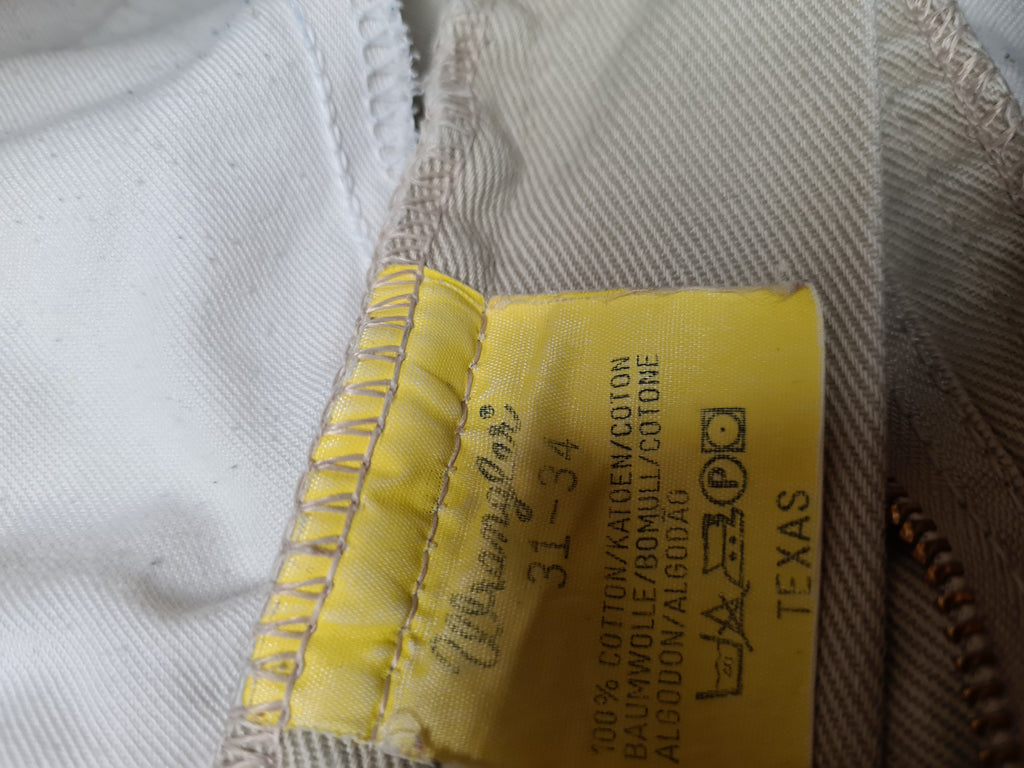 Wrangler®
31-34
100% COTTON/KATOEN/COTON
BAUMWOLLE/BOMULL/COTONE
ALGODON/ALGODÃO
P
TEXAS